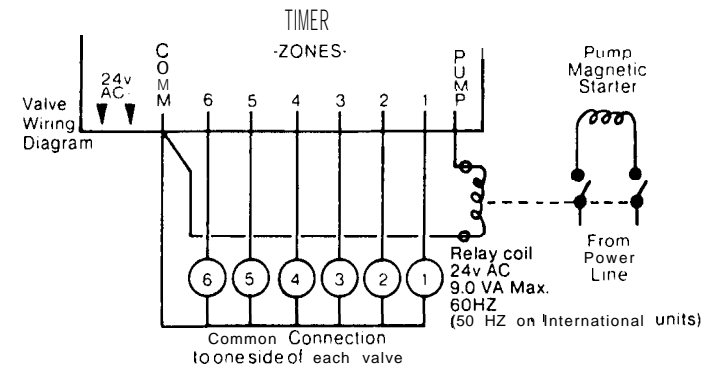 TIMER
-ZONES-
COMM
PUMP
24v
AC
6 5 4 3 2 1
Valve
Wiring
Diagram
Pump
Magnetic
Starter
From
Power
Line
6 5 4 3 2 1
Relay coil
24v AC
9.0 VA Max.
60HZ
(50 HZ on International units)
Common Connection
to one side of each valve